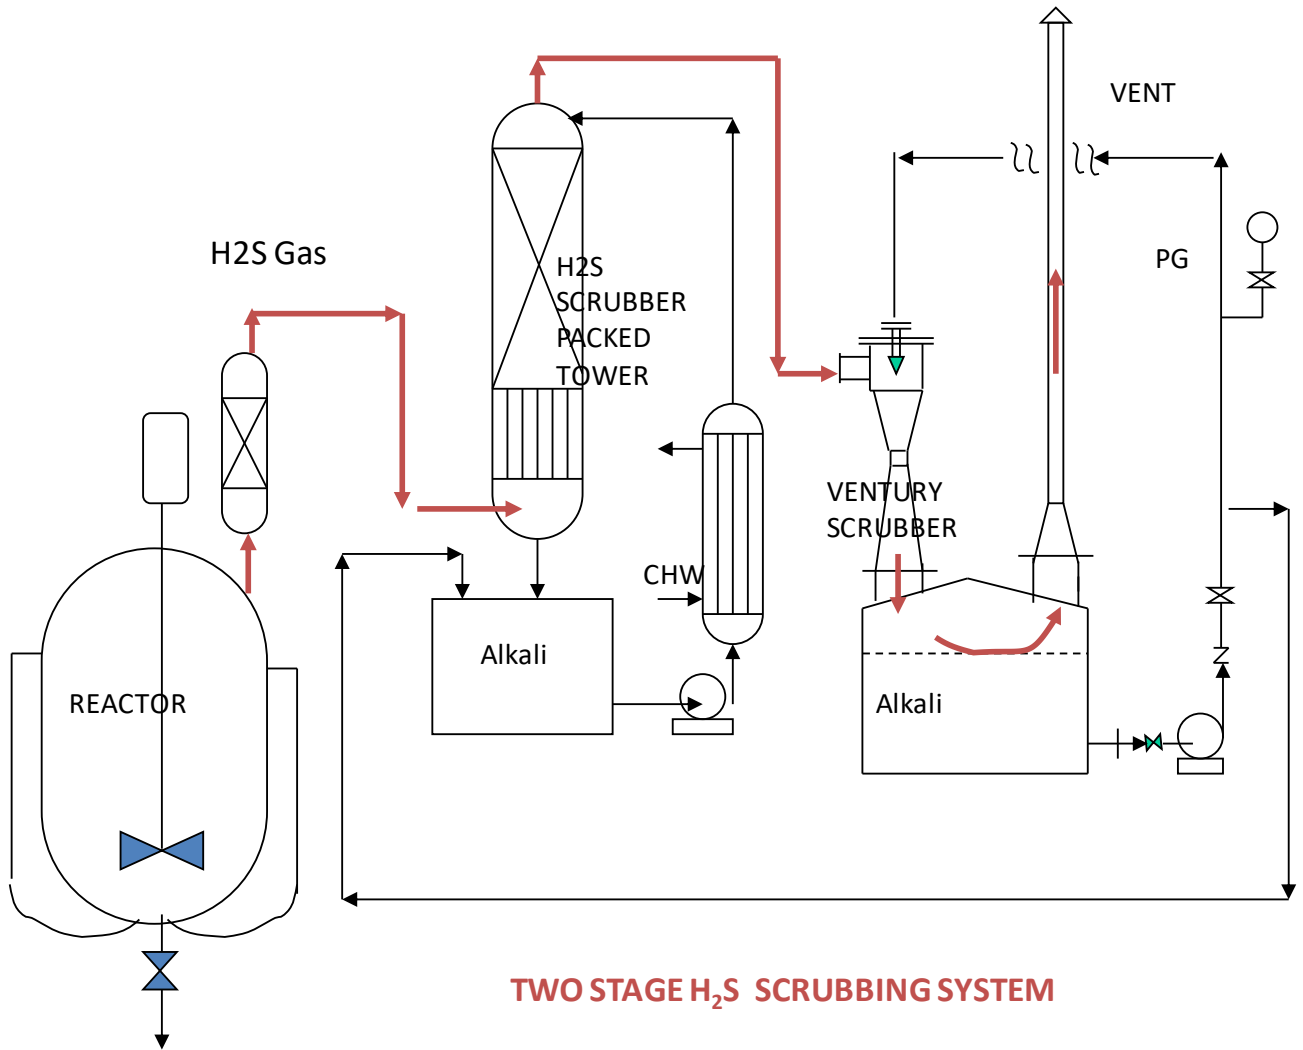 VENT
H2S Gas
PG
H2S
SCRUBBER
PACKED
TOWER
VENTURY
SCRUBBER
CHW
Alkali
REACTOR
Alkali
TWO STAGE H₂S SCRUBBING SYSTEM